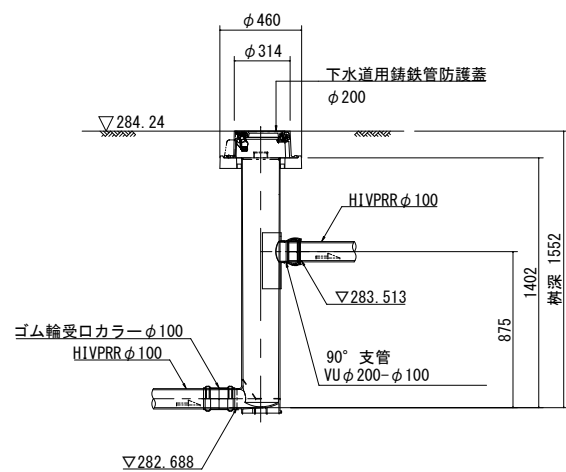 φ460
φ314
下水道用鋳鉄管防護蓋
φ200
▽284.24
HIVPRRφ100
▽283.513
ゴム輪受口カラーφ100
HIVPRRφ100
90° 支管
VUφ200-φ100
▽282.688
875
1402
桝深 1552